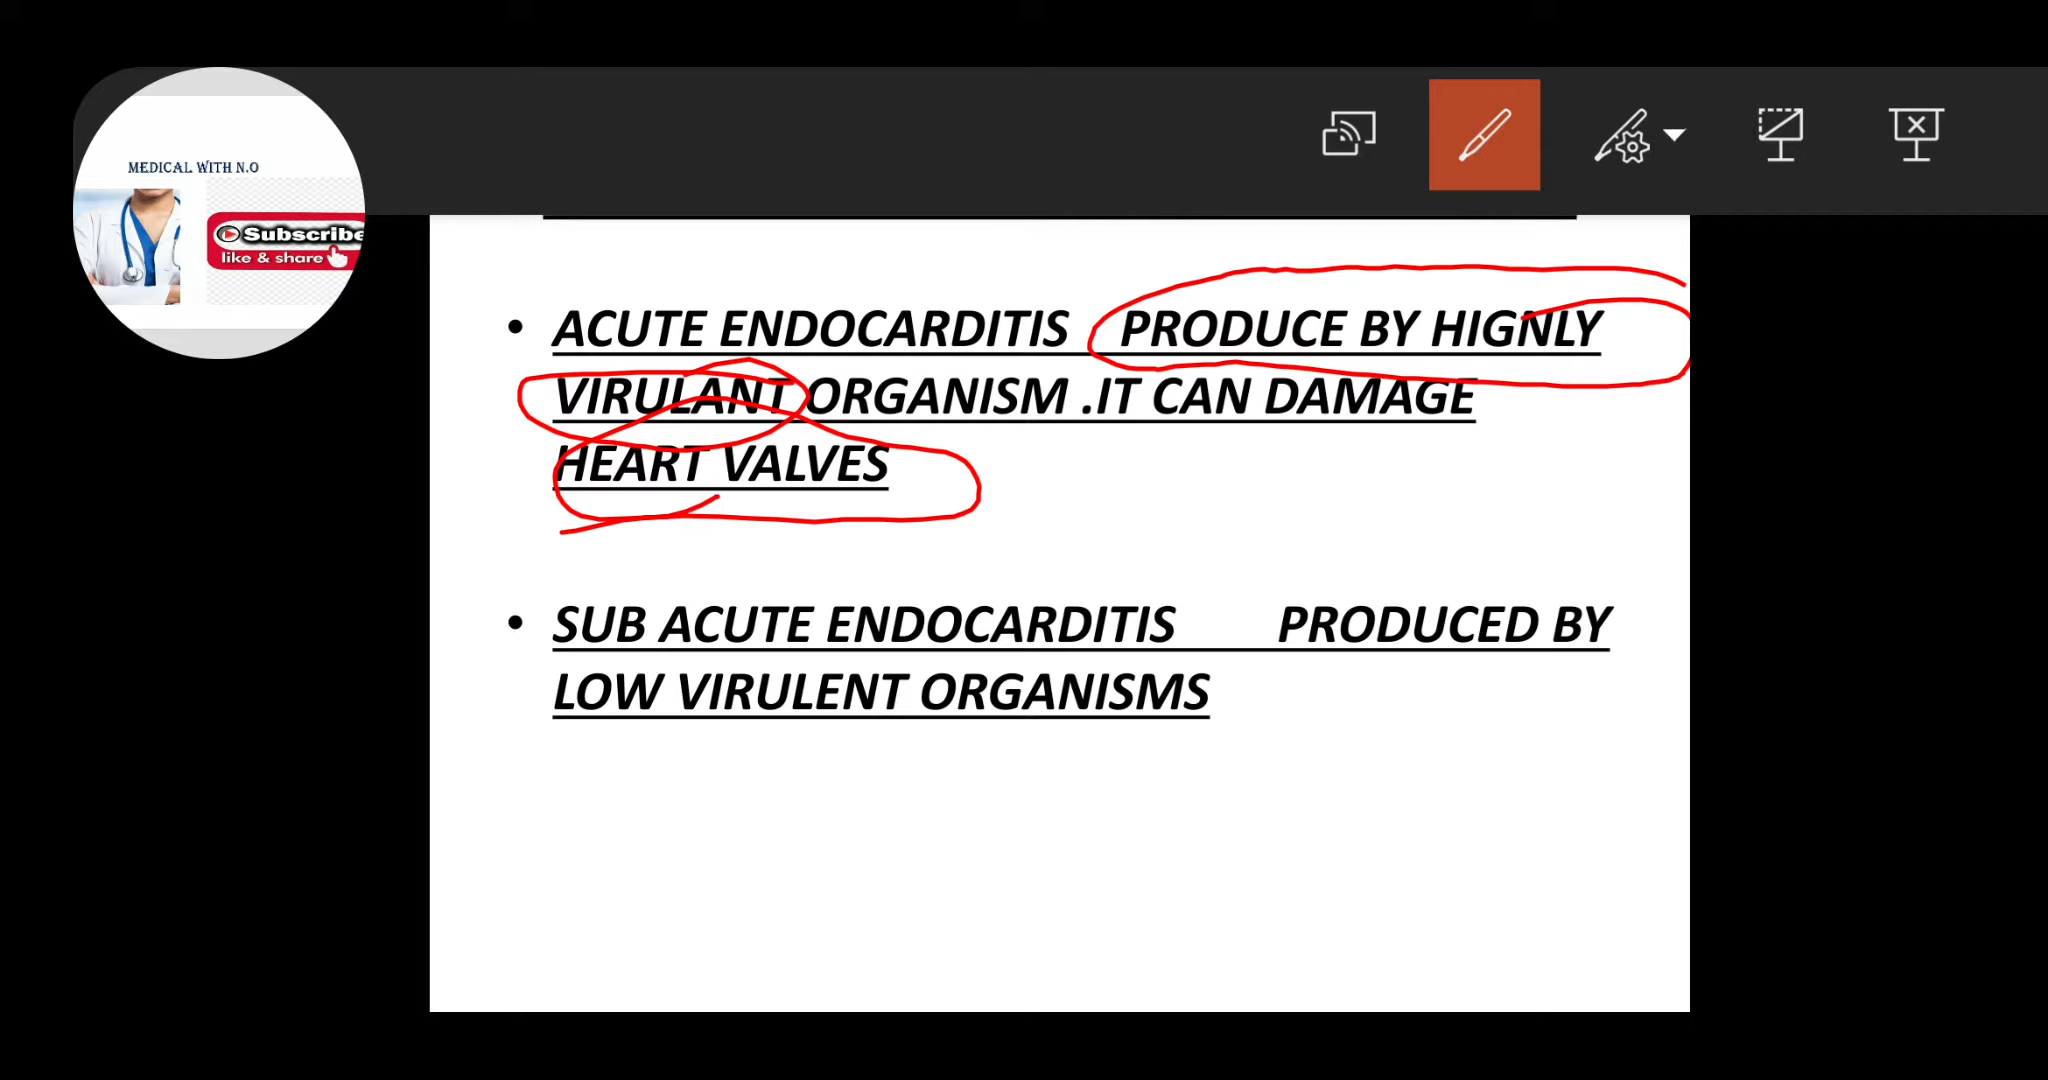 MEDICAL WITH N.O
Subscribe
like & share
• ACUTE ENDOCARDITIS PRODUCE BY HIGNLY
VIRULANT ORGANISM .IT CAN DAMAGE
HEART VALVES
• SUB ACUTE ENDOCARDITIS PRODUCED BY
LOW VIRULENT ORGANISMS